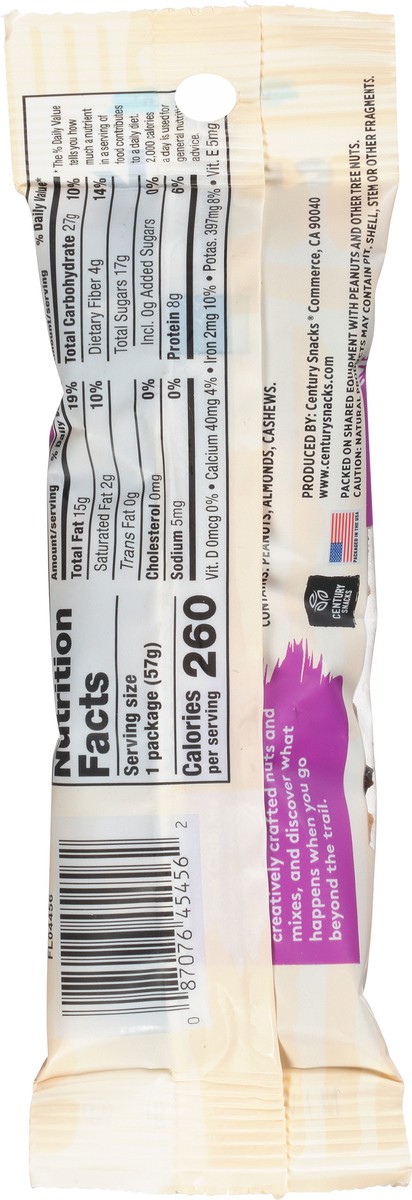 Nutrition
Facts
Serving size
1 package (57g)
Calories 260
per serving
Amount/serving
% Daily V
Total Fat 15g 19%
Saturated Fat 2g 10%
Trans Fat 0g
Cholesterol 0mg 0%
Sodium 5mg 0%
% Daily Value*
Total Carbohydrate 27g 10%
Dietary Fiber 4g 14%
Total Sugars 17g
Incl. 0g Added Sugars 0%
Protein 8g 6%
Vit. D 0mcg 0% • Calcium 40mg 4% • Iron 2mg 10% • Potas. 397mg 8% • Vit. E 5mg
* The % Daily Value
tells you how
much a nutrient
in a serving of
food contributes
to a daily diet.
2,000 calories
a day is used for
general
advice.
PL04456
0 87076 45456 2
creatively crafted nuts and
mixes, and discover what
happens when you go
beyond the trail.
CONTAINS: PEANUTS, ALMONDS, CASHEWS.
PRODUCED BY: Century Snacks® Commerce, CA 90040
www.centurysnacks.com
PACKED ON SHARED EQUIPMENT WITH PEANUTS AND OTHER TREE NUTS.
CAUTION: NATURAL MAY CONTAIN PIT, SHELL, STEM OR OTHER FRAGMENTS.
PACKAGED IN THE USA
CENTURY
SNACKS